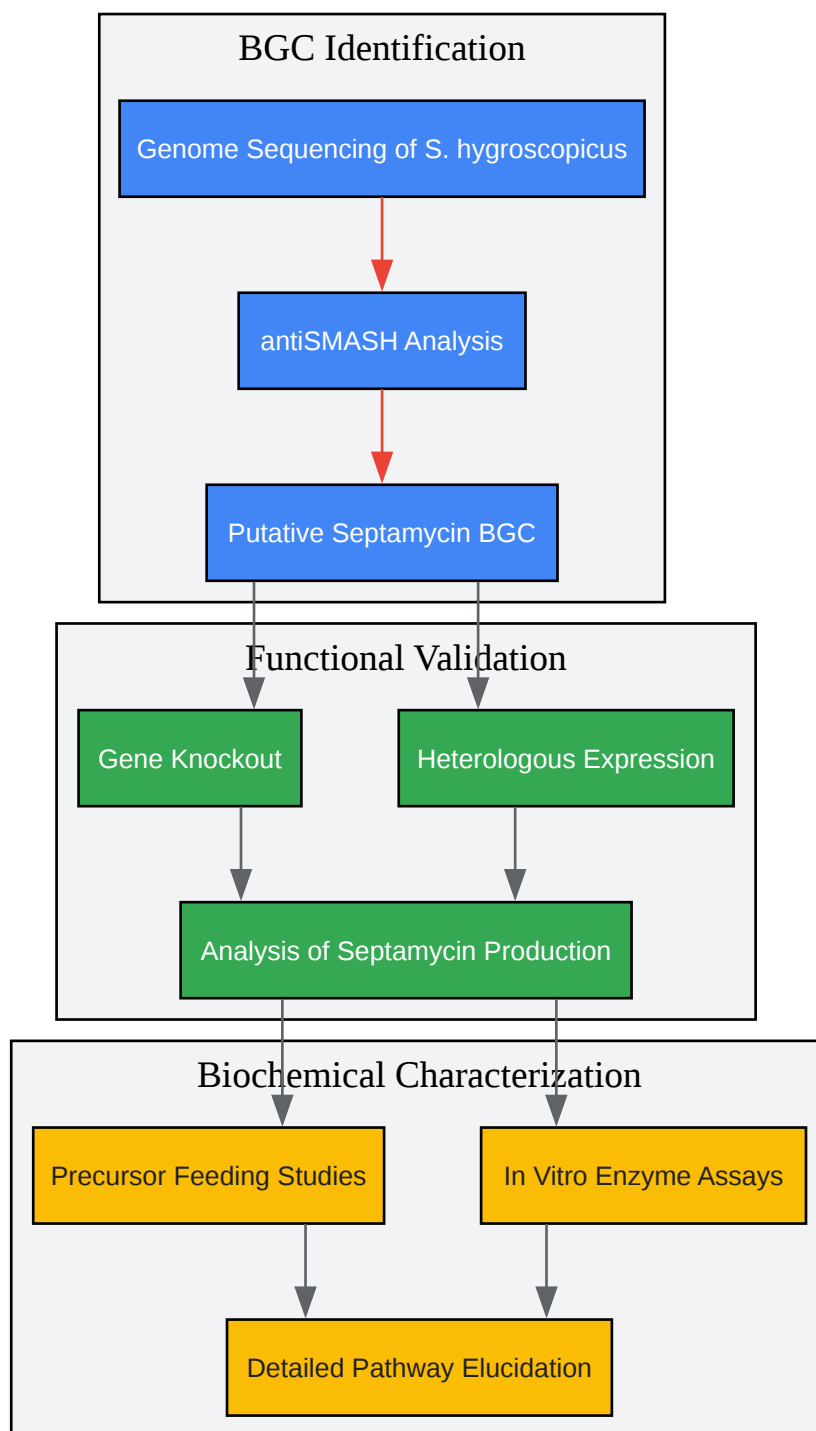 BGC Identification
Genome Sequencing of S. hygroscopicus
antiSMASH Analysis
Putative Septamycin BGC
Functional Validation
Gene Knockout
Heterologous Expression
Analysis of Septamycin Production
Biochemical Characterization
Precursor Feeding Studies
In Vitro Enzyme Assays
Detailed Pathway Elucidation